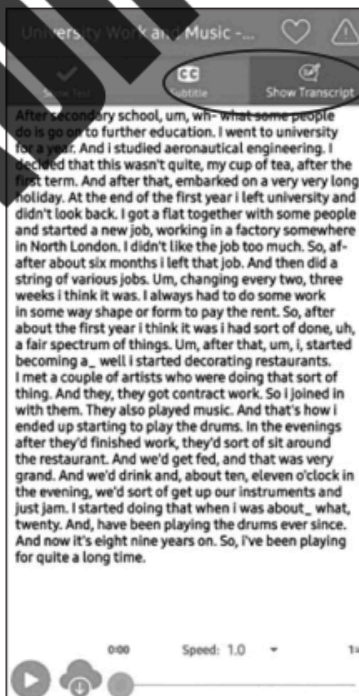 University Work and Music -...
Show Text
CC
Subtitle
Show Transcript
After secondary school, um, wh- what some people
do is go on to further education. I went to university
for a year. And i studied aeronautical engineering. I
decided that this wasn't quite, my cup of tea, after the
first term. And after that, embarked on a very very long
holiday. At the end of the first year i left university and
didn't look back. I got a flat together with some people
and started a new job, working in a factory somewhere
in North London. I didn't like the job too much. So, af-
after about six months i left that job. And then did a
string of various jobs. Um, changing every two, three
weeks i think it was. I always had to do some work
in some way shape or form to pay the rent. So, after
about the first year i think it was i had sort of done, uh,
a fair spectrum of things. Um, after that, um, i, started
becoming a_ well i started decorating restaurants.
I met a couple of artists who were doing that sort of
thing. And they, they got contract work. So i joined in
with them. They also played music. And that's how i
ended up starting to play the drums. In the evenings
after they'd finished work, they'd sort of sit around
the restaurant. And we'd get fed, and that was very
grand. And we'd drink and, about ten, eleven o'clock in
the evening, we'd sort of get up our instruments and
just jam. I started doing that when i was about_ what,
twenty. And, have been playing the drums ever since.
And now it's eight nine years on. So, i've been playing
for quite a long time.
0:00 Speed: 1.0